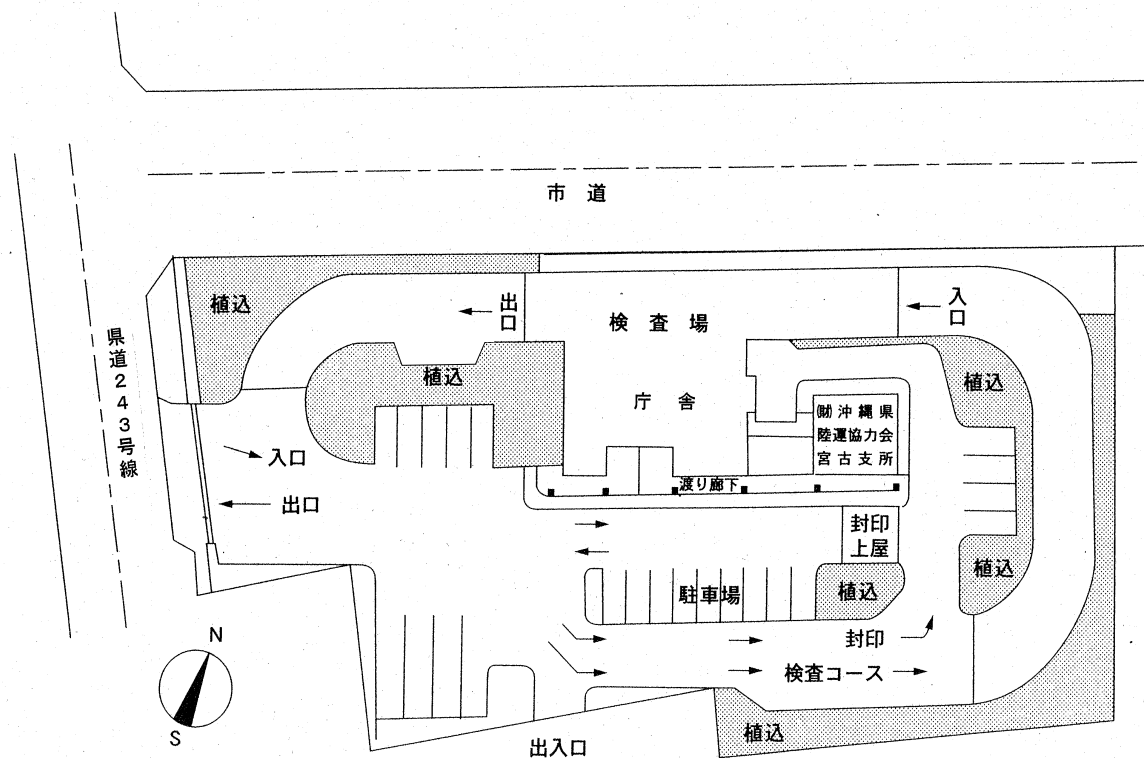 市道
植込
出口
検査場
入口
県道243号線
植込
庁舎
植込
㈶沖縄県
陸運協力会
宮古支所
入口
出口
渡り廊下
封印
上屋
植込
駐車場
植込
封印
検査コース
N
S
植込
出入口